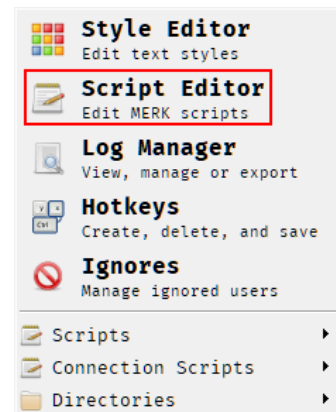 Style Editor
Edit text styles
Script Editor
Edit MERK scripts
Log Manager
View, manage or export
Hotkeys
Create, delete, and save
Ignores
Manage ignored users
Scripts
Connection Scripts
Directories